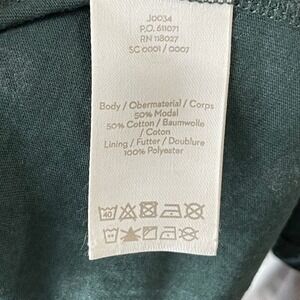 J0034
P.O. 611071
RN 118027
SC 0001 / 0007
Body / Obermaterial / Corps
50% Modal
50% Cotton / Baumwolle
/ Coton
Lining / Futter / Doublure
100% Polyester
40